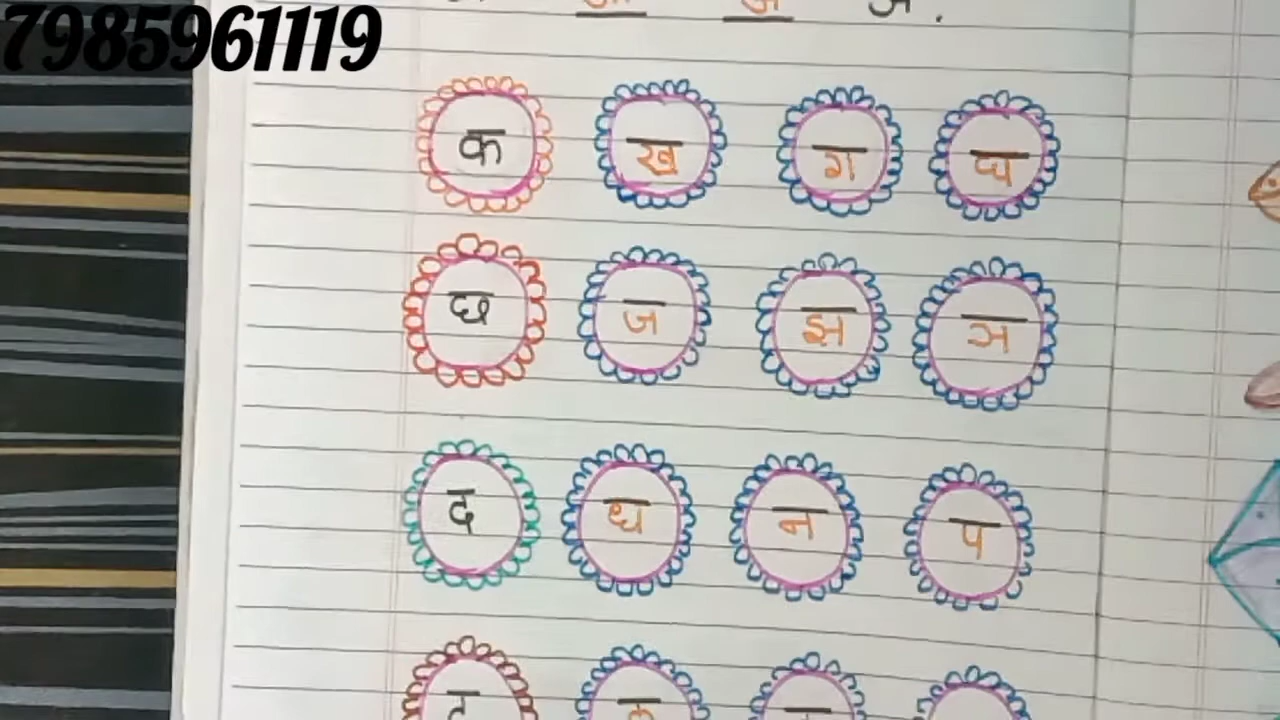 7985961119
क ख ग घ
छ ज झ ञ
द ध न प